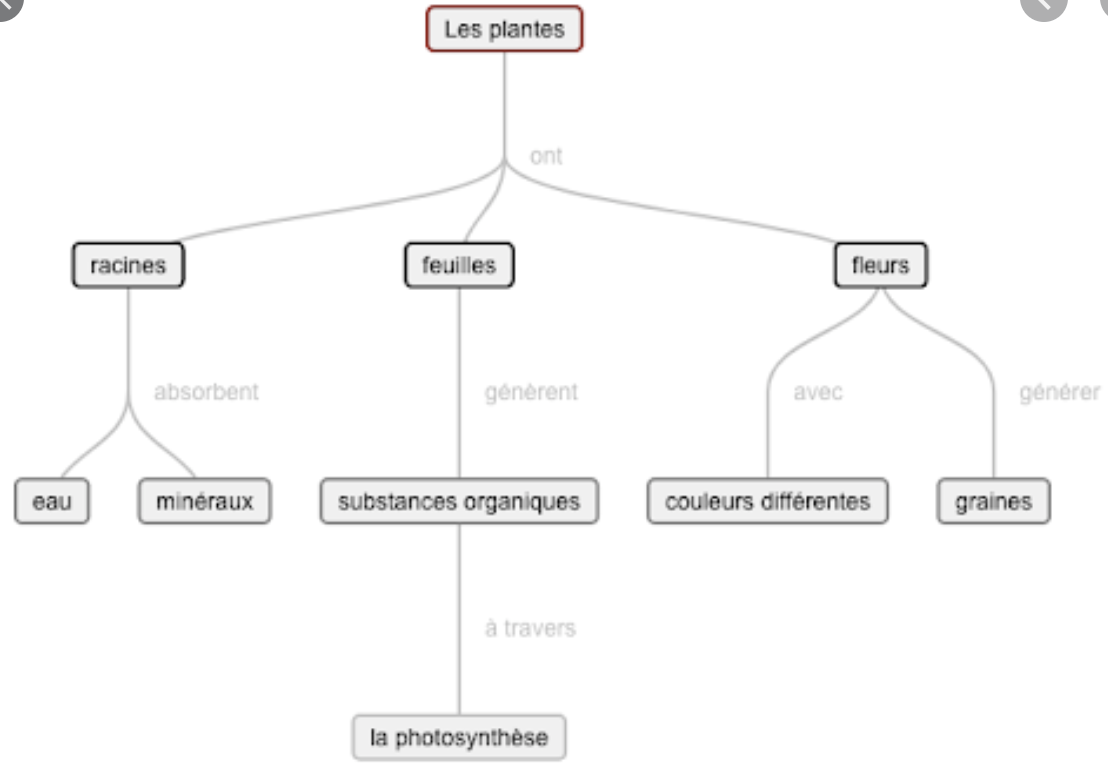 Les plantes
ont
racines
feuilles
fleurs
absorbent
génèrent
avec
générer
eau
minéraux
substances organiques
couleurs différentes
graines
à travers
la photosynthèse